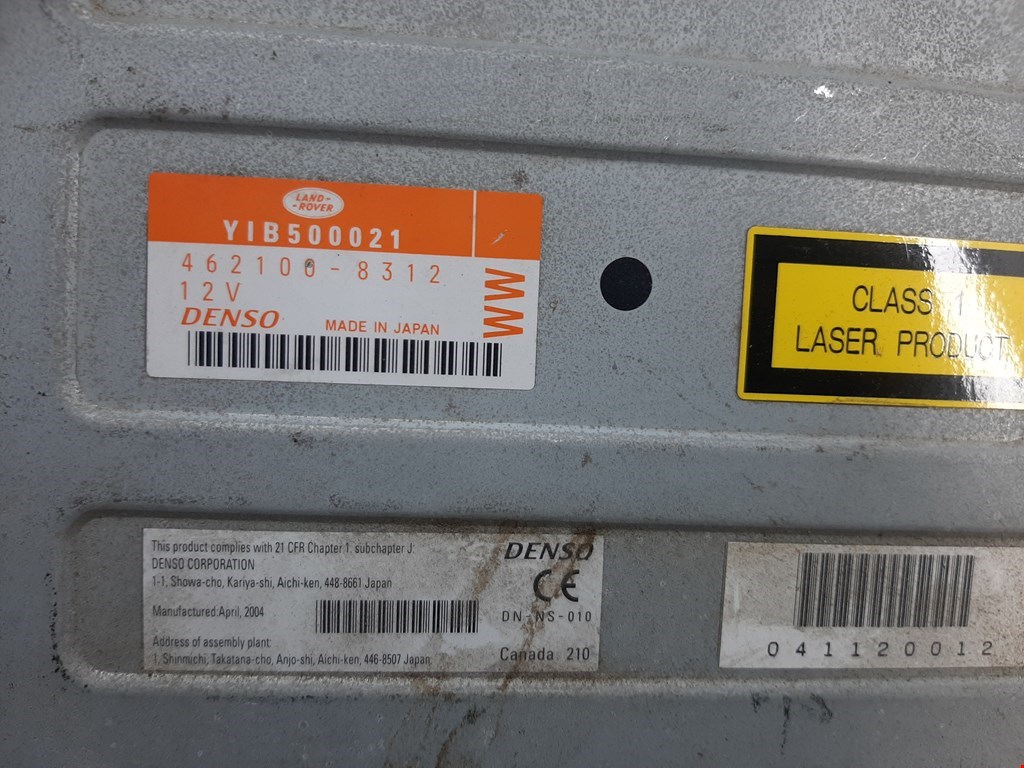 LAND-
-ROVER
YIB500021
462100-8312
12V
WW
DENSO MADE IN JAPAN
CLASS 1
LASER PRODUCT
This product complies with 21 CFR Chapter 1, subchapter J.
DENSO CORPORATION
1-1, Showa-cho, Kariya-shi, Aichi-ken, 448-8661 Japan
Manufactured:April, 2004
Address of assembly plant:
1, Shinmichi, Takatana-cho, Anjo-shi, Aichi-ken, 446-8507 Japan
DENSO
CE
DN-NS-010
Canada 210
041120012